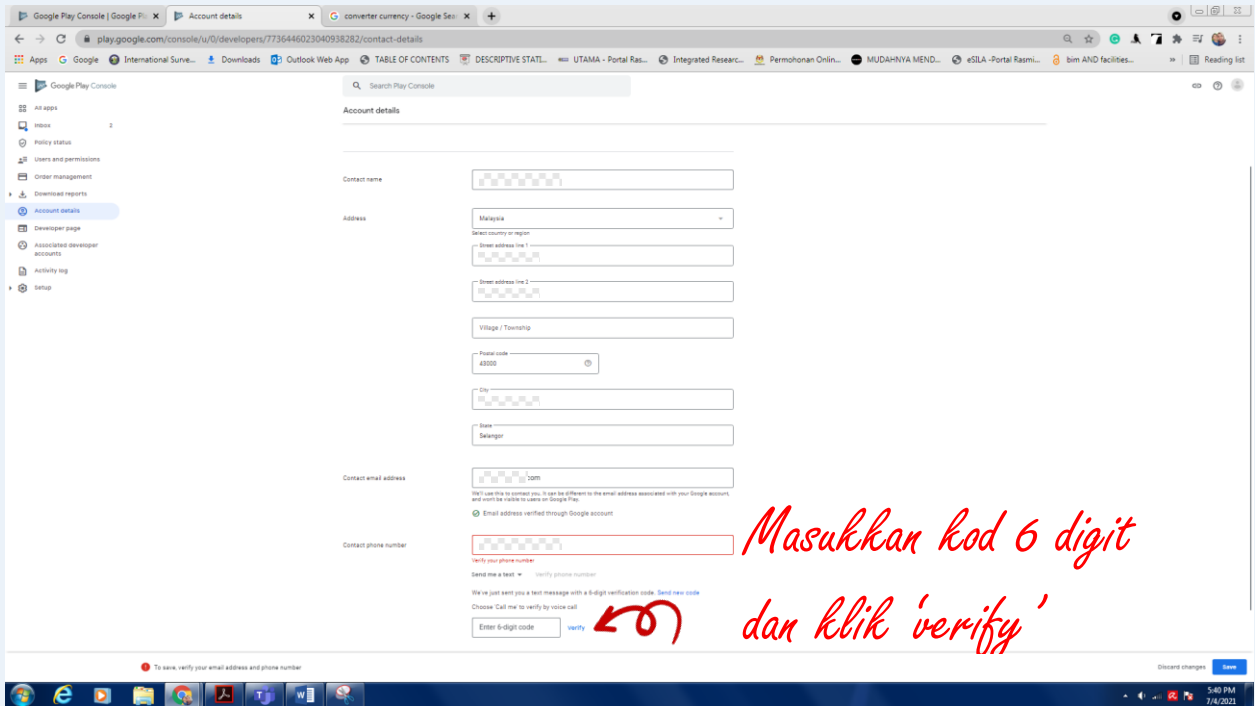 Google Play Console | Google Pl
Account details
converter currency - Google Sear
play.google.com/console/u/0/developers/7736446023040938282/contact-details
Apps
Google
International Surve...
Downloads
Outlook Web App
TABLE OF CONTENTS
DESCRIPTIVE STATI...
UTAMA - Portal Ras...
Integrated Researc...
Permohonan Onlin...
MUDAHNYA MEND...
eSILA -Portal Rasmi...
bim AND facilities...
Reading list
Google Play Console
Search Play Console
All apps
Inbox 2
Policy status
Users and permissions
Order management
Download reports
Account details
Developer page
Associated developer
accounts
Activity log
Setup
Account details
Contact name
Address
Malaysia
Select country or region
Street address line 1
Street address line 2
Village / Township
Postal code
43000
City
State
Selangor
Contact email address
.com
We'll use this to contact you. It can be different to the email address associated with your Google account,
and won't be visible to users on Google Play.
Email address verified through Google account
Contact phone number
Verify your phone number
Send me a text
Verify phone number
We've just sent you a text message with a 6-digit verification code. Send new code
Choose 'Call me' to verify by voice call
Enter 6-digit code
Verify
Masukkan kod 6 digit
dan klik 'verify'
To save, verify your email address and phone number
Discard changes
Save
5:40 PM
7/4/2021